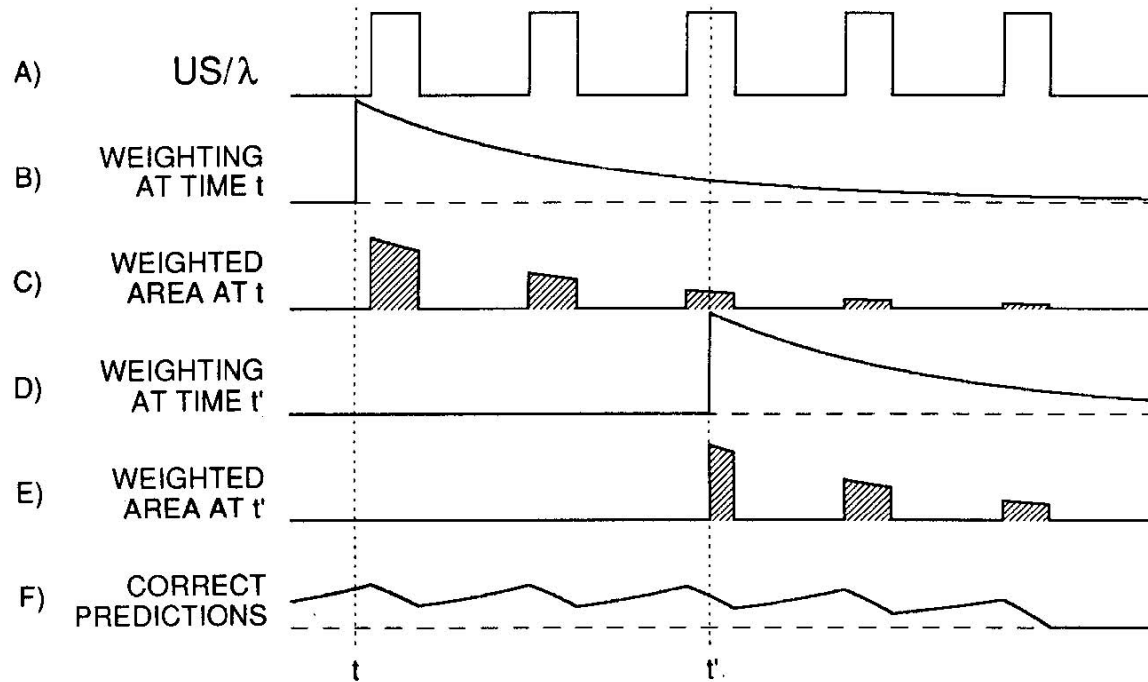 A) US/λ
B) WEIGHTING
AT TIME t
C) WEIGHTED
AREA AT t
D) WEIGHTING
AT TIME t'
E) WEIGHTED
AREA AT t'
F) CORRECT
PREDICTIONS
t t'